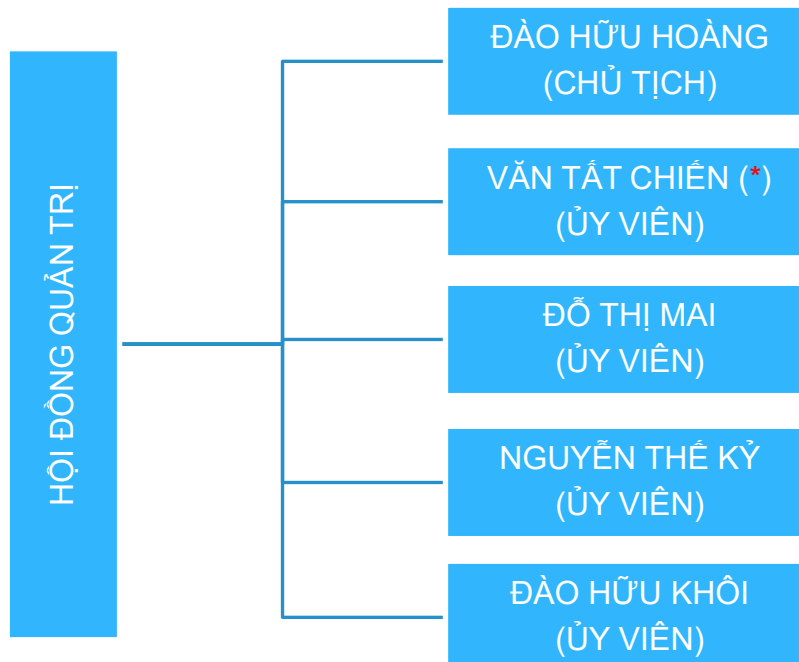 HỘI ĐỒNG QUẢN TRỊ
ĐÀO HỮU HOÀNG
(CHỦ TỊCH)
VĂN TẤT CHIẾN (*)
(ỦY VIÊN)
ĐỖ THỊ MAI
(ỦY VIÊN)
NGUYỄN THẾ KỶ
(ỦY VIÊN)
ĐÀO HỮU KHÔI
(ỦY VIÊN)